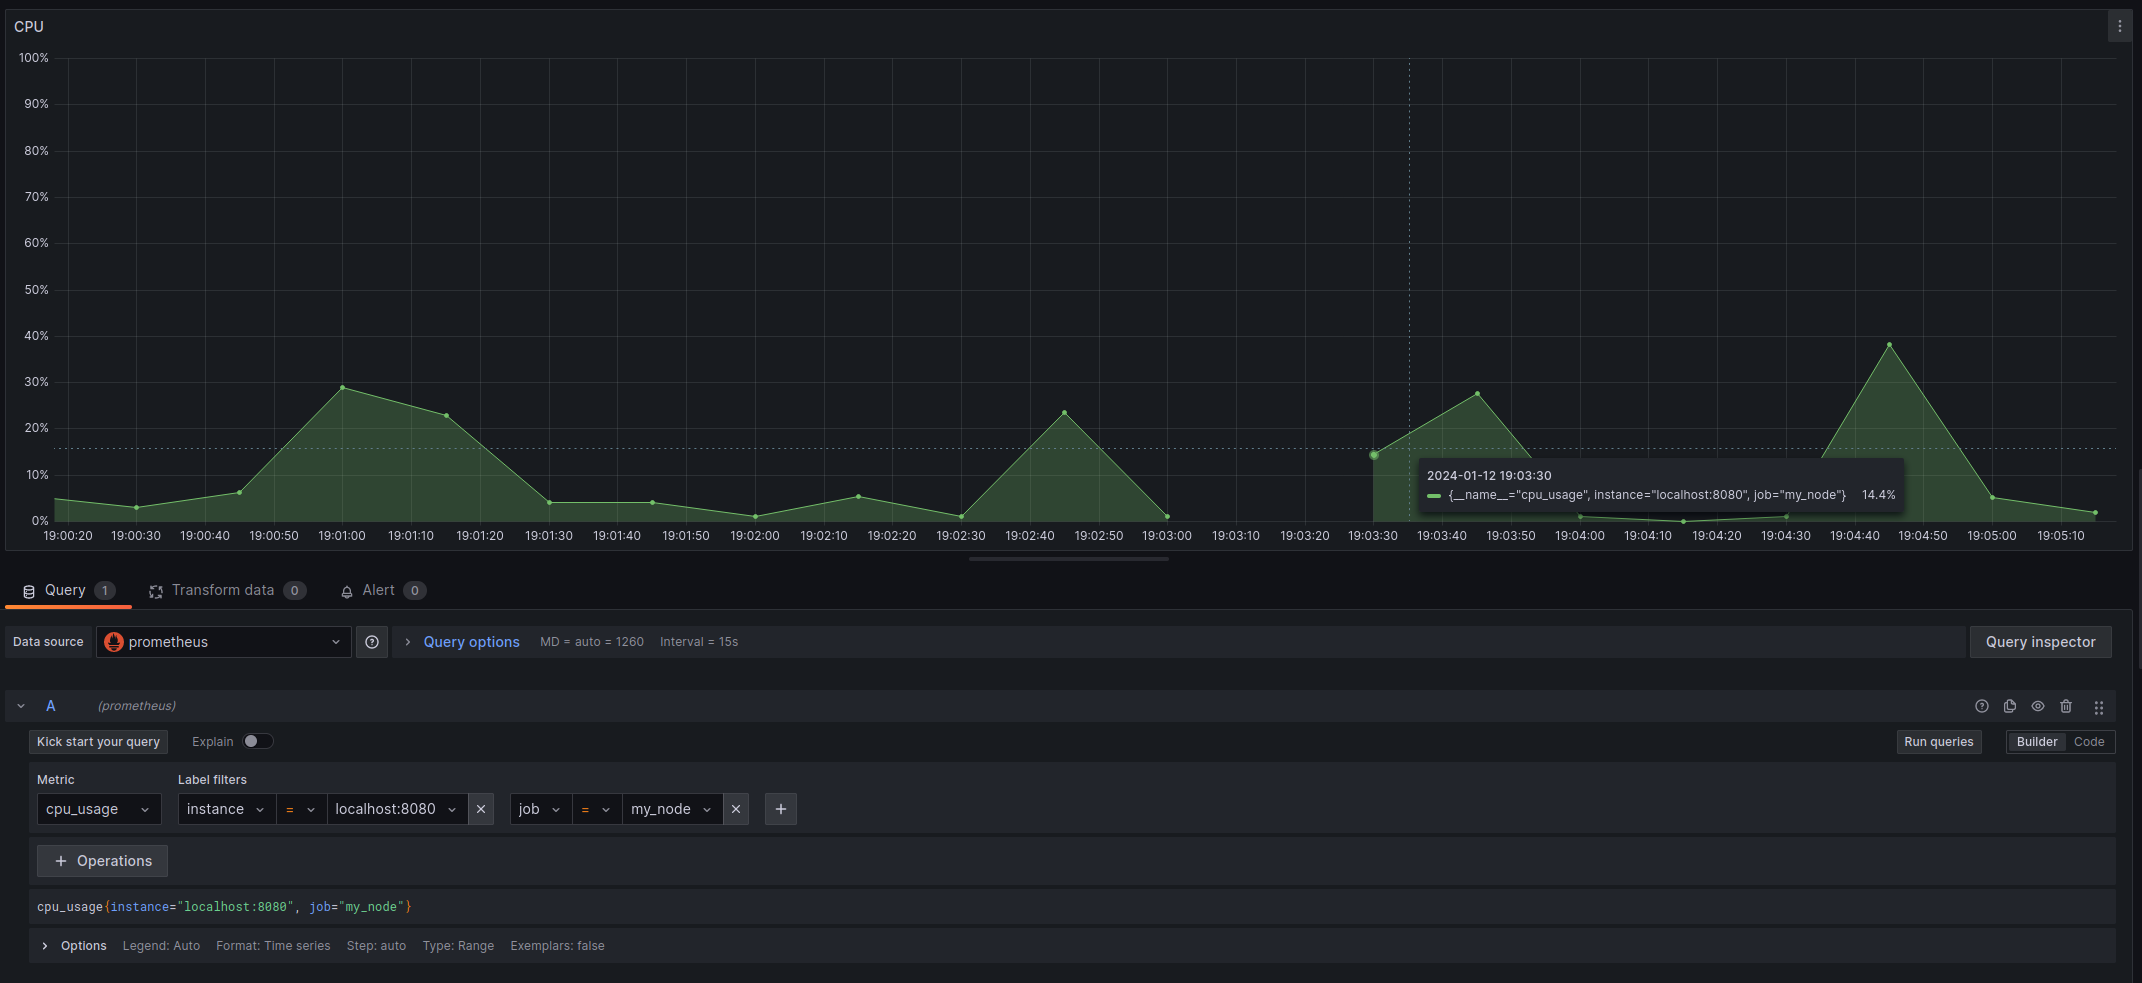 CPU
100%
90%
80%
70%
60%
50%
40%
30%
20%
10%
0%
2024-01-12 19:03:30
{__name__="cpu_usage", instance="localhost:8080", job="my_node"} 14.4%
19:00:20 19:00:30 19:00:40 19:00:50 19:01:00 19:01:10 19:01:20 19:01:30 19:01:40 19:01:50 19:02:00 19:02:10 19:02:20 19:02:30 19:02:40 19:02:50 19:03:00 19:03:10 19:03:20 19:03:30 19:03:40 19:03:50 19:04:00 19:04:10 19:04:20 19:04:30 19:04:40 19:04:50 19:05:00 19:05:10
Query 1 Transform data 0 Alert 0
Data source prometheus Query options MD = auto = 1260 Interval = 15s Query inspector
A (prometheus)
Kick start your query Explain Run queries Builder Code
Metric Label filters
cpu_usage instance = localhost:8080 job = my_node
+ Operations
cpu_usage{instance="localhost:8080", job="my_node"}
Options Legend: Auto Format: Time series Step: auto Type: Range Exemplars: false